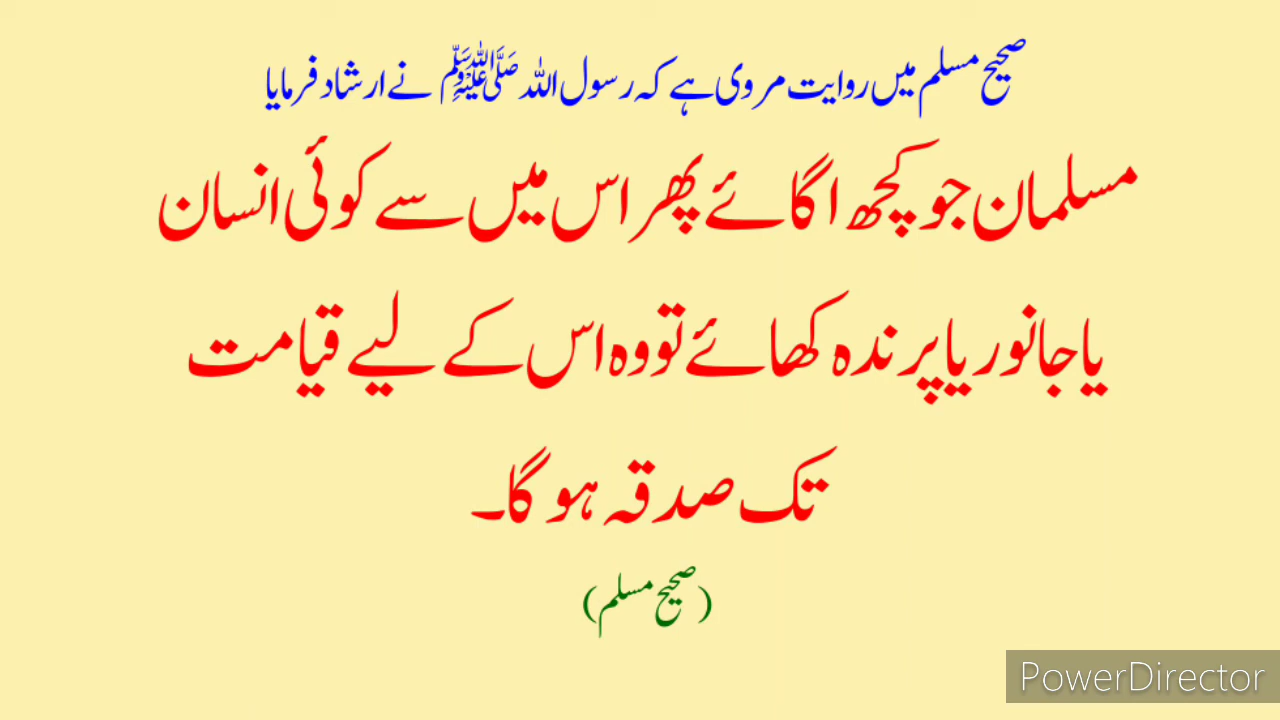 صحیح مسلم میں روایت مروی ہے کہ رسول اللہ ﷺ نے ارشاد فرمایا
مسلمان جو کچھ اگائے پھر اس میں سے کوئی انسان
یا جانور یا پرندہ کھائے تو وہ اس کے لیے قیامت
تک صدقہ ہو گا۔
(صحیح مسلم)
PowerDirector